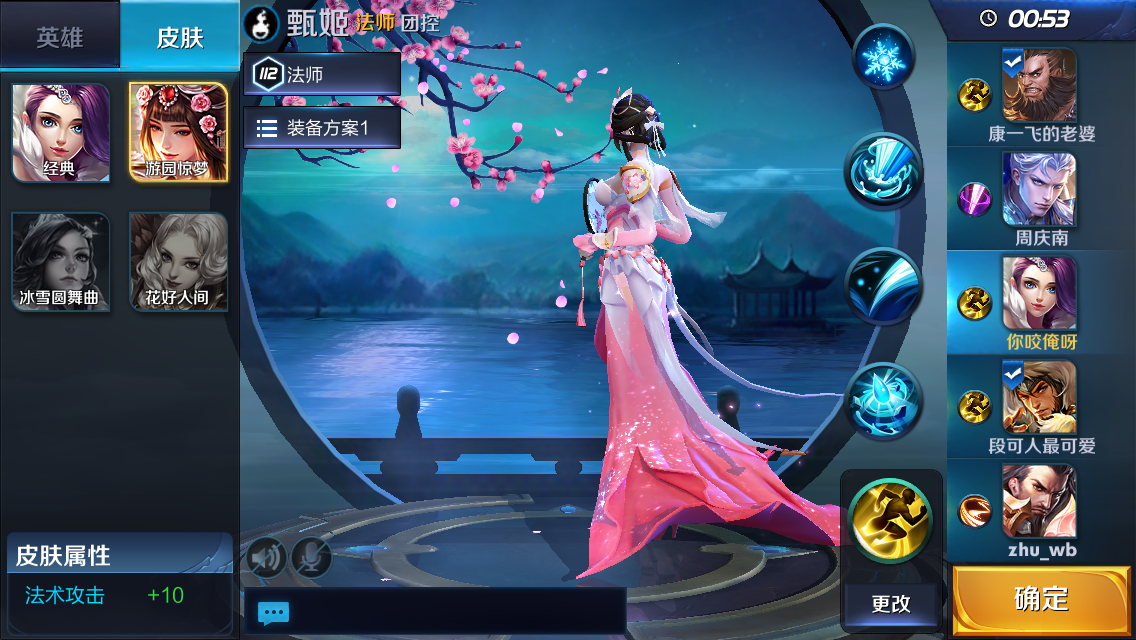 英雄
皮肤
经典
游园惊梦
冰雪圆舞曲
花好人间
皮肤属性
法术攻击 +10
甄姬 法师 团控
112 法师
装备方案1
更改
00:53
康一飞的老婆
周庆南
你咬俺呀
段可人最可爱
zhu_wb
确定